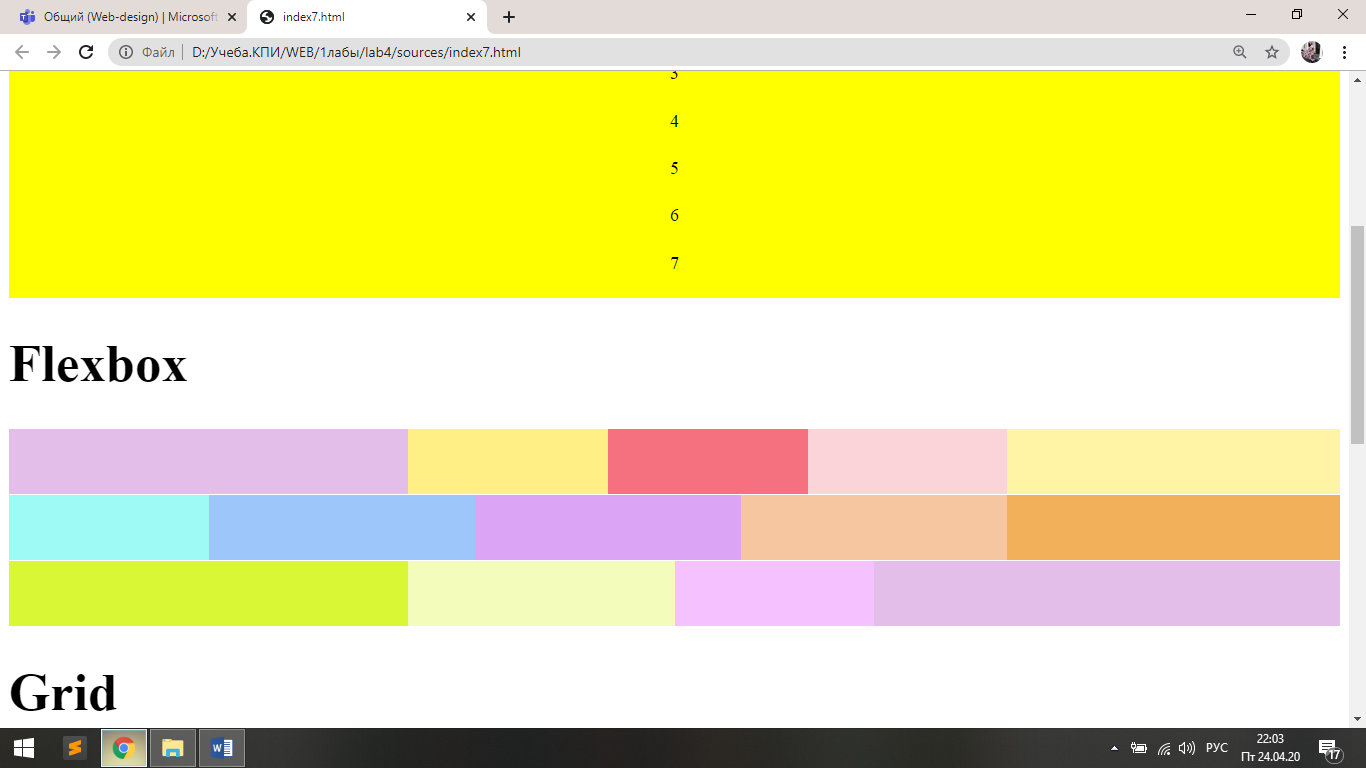 Общий (Web-design) | Microsoft
index7.html
Файл
D:/Учеба.КПИ/WEB/1лабы/lab4/sources/index7.html
3
4
5
6
7
Flexbox
Grid
РУС
22:03
Пт 24.04.20
17